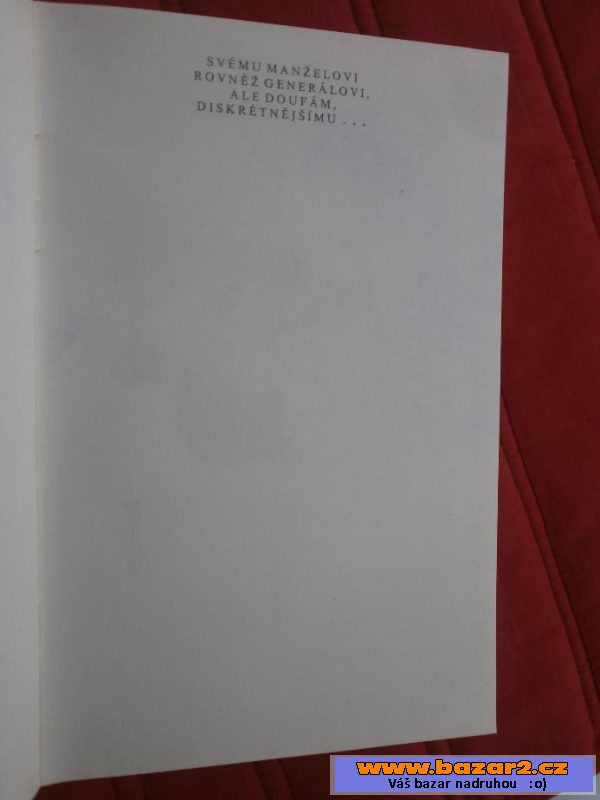 SVÉMU MANŽELOVI
ROVNĚŽ GENERÁLOVI,
ALE DOUFÁM,
DISKRÉTNĚJŠÍMU . . .
www.bazar2.cz
Váš bazar nadruhou :o)